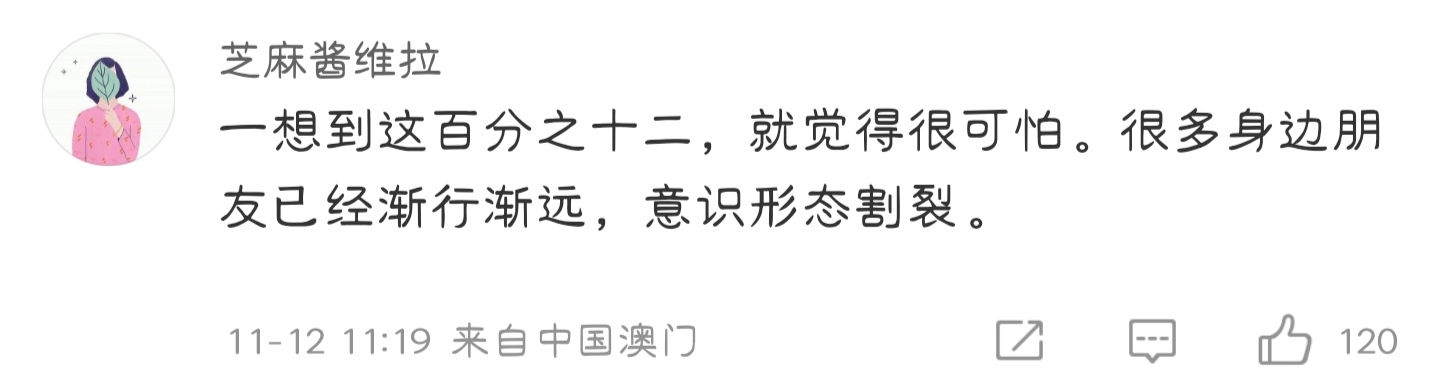 芝麻酱维拉
一想到这百分之十二，就觉得很可怕。很多身边朋
友已经渐行渐远，意识形态割裂。
11-12 11:19 来自中国澳门 120